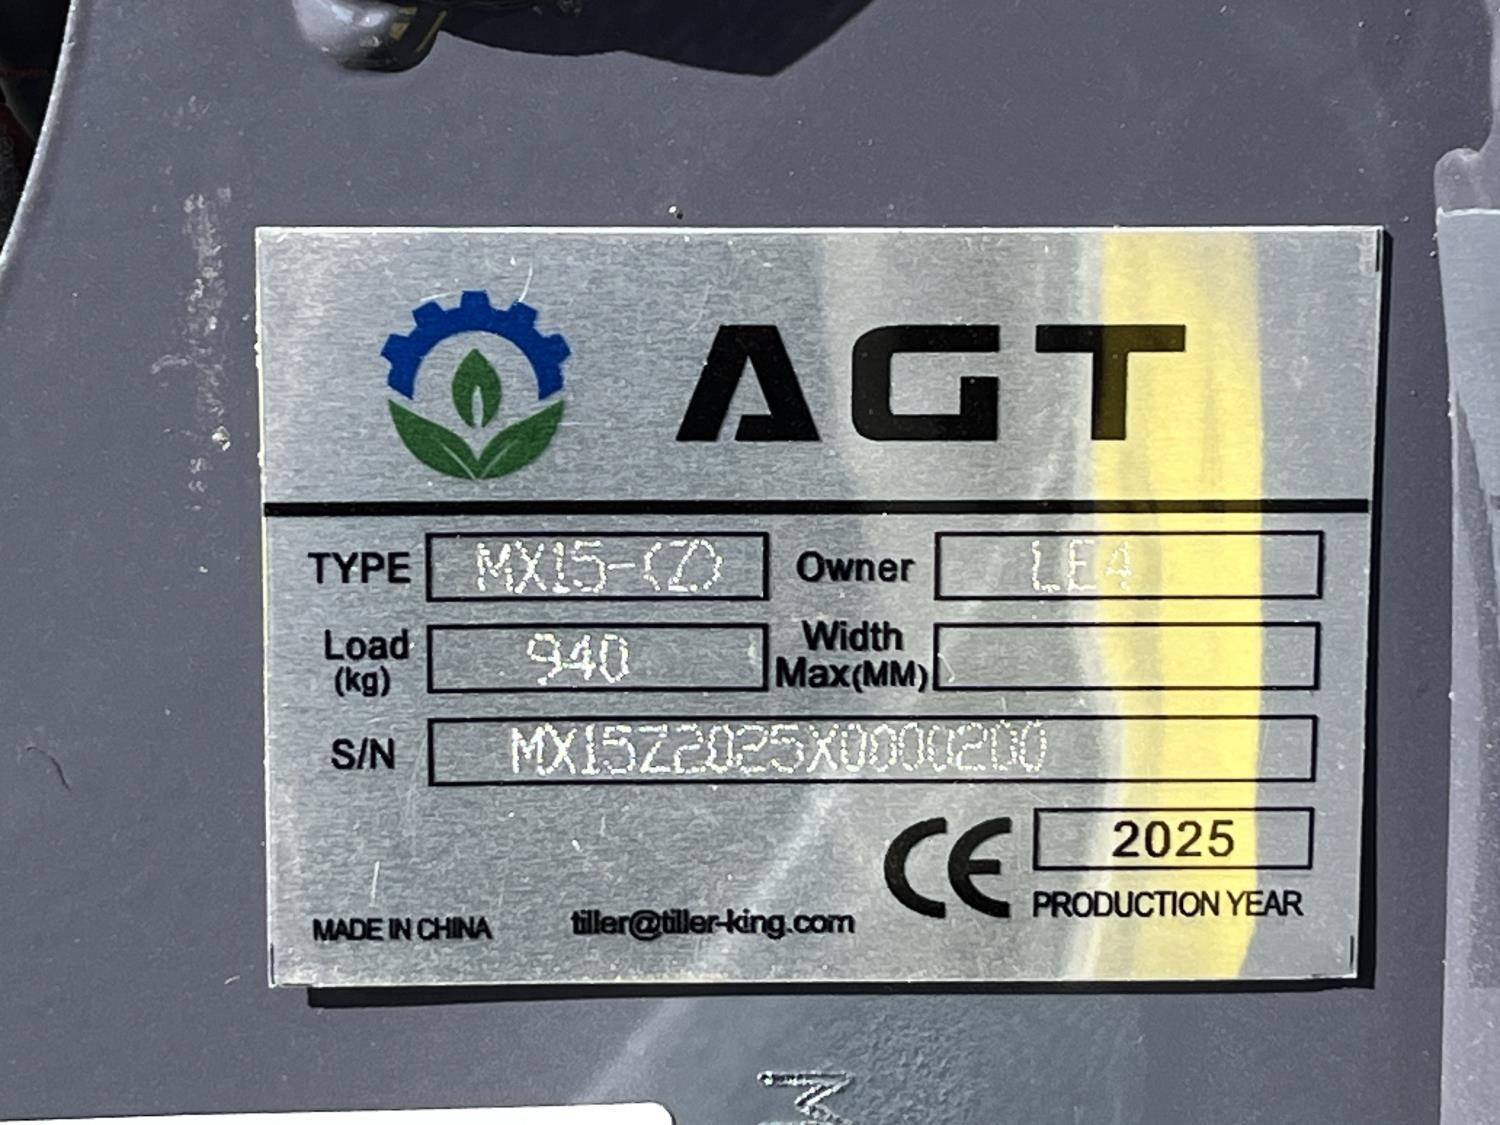 AGT
TYPE MX15-(Z) Owner LE4
Load (kg) 940 Width Max(MM)
S/N MX15Z2025X0000200
CE 2025
PRODUCTION YEAR
MADE IN CHINA tiller@tiller-king.com